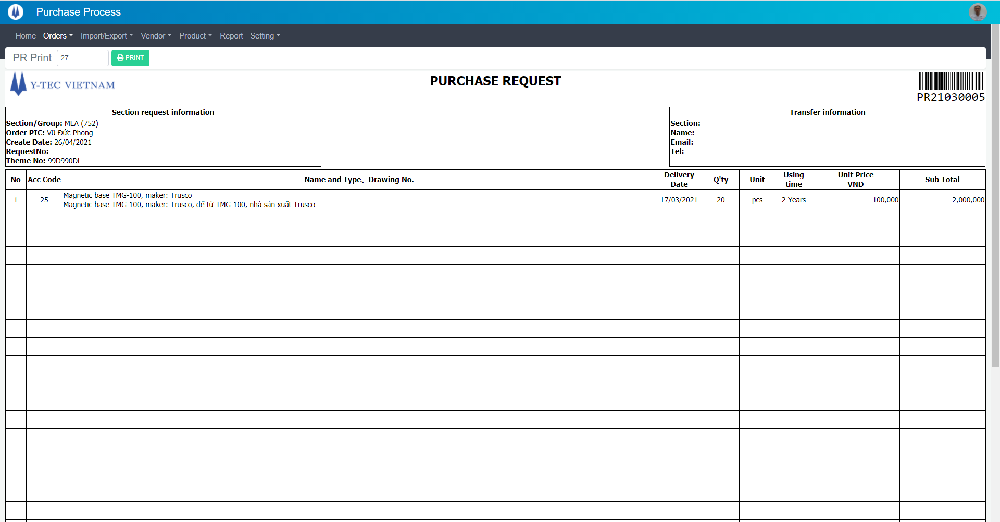 Purchase Process
Home Orders Import/Export Vendor Product Report Setting
PR Print 27 PRINT
Y-TEC VIETNAM
PURCHASE REQUEST
PR21030005
Section request information
Section/Group: MEA (752)
Order PIC: Vũ Đức Phong
Create Date: 26/04/2021
RequestNo:
Theme No: 99D990DL
Transfer information
Section:
Name:
Email:
Tel:
No Acc Code Name and Type、Drawing No. Delivery Date Q'ty Unit Using time Unit Price VND Sub Total
1 25 Magnetic base TMG-100, maker: Trusco
Magnetic base TMG-100, maker: Trusco, đế từ TMG-100, nhà sản xuất Trusco
17/03/2021 20 pcs 2 Years 100,000 2,000,000